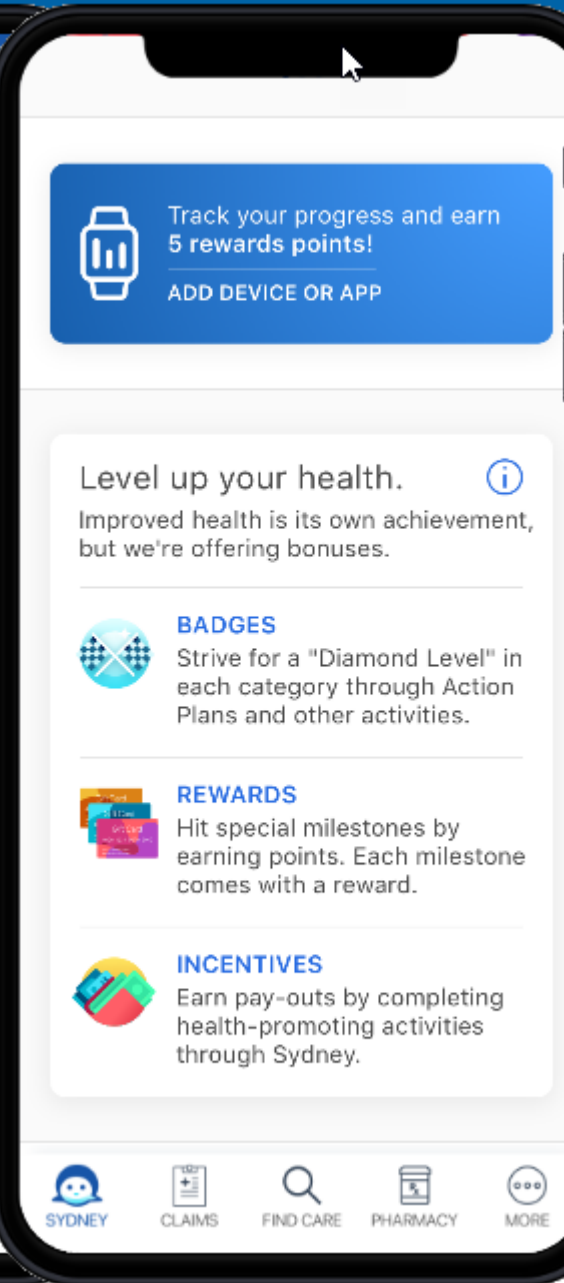 Track your progress and earn
5 rewards points!
ADD DEVICE OR APP
Level up your health.
Improved health is its own achievement,
but we're offering bonuses.
BADGES
Strive for a "Diamond Level" in
each category through Action
Plans and other activities.
REWARDS
Hit special milestones by
earning points. Each milestone
comes with a reward.
INCENTIVES
Earn pay-outs by completing
health-promoting activities
through Sydney.
SYDNEY CLAIMS FIND CARE PHARMACY MORE